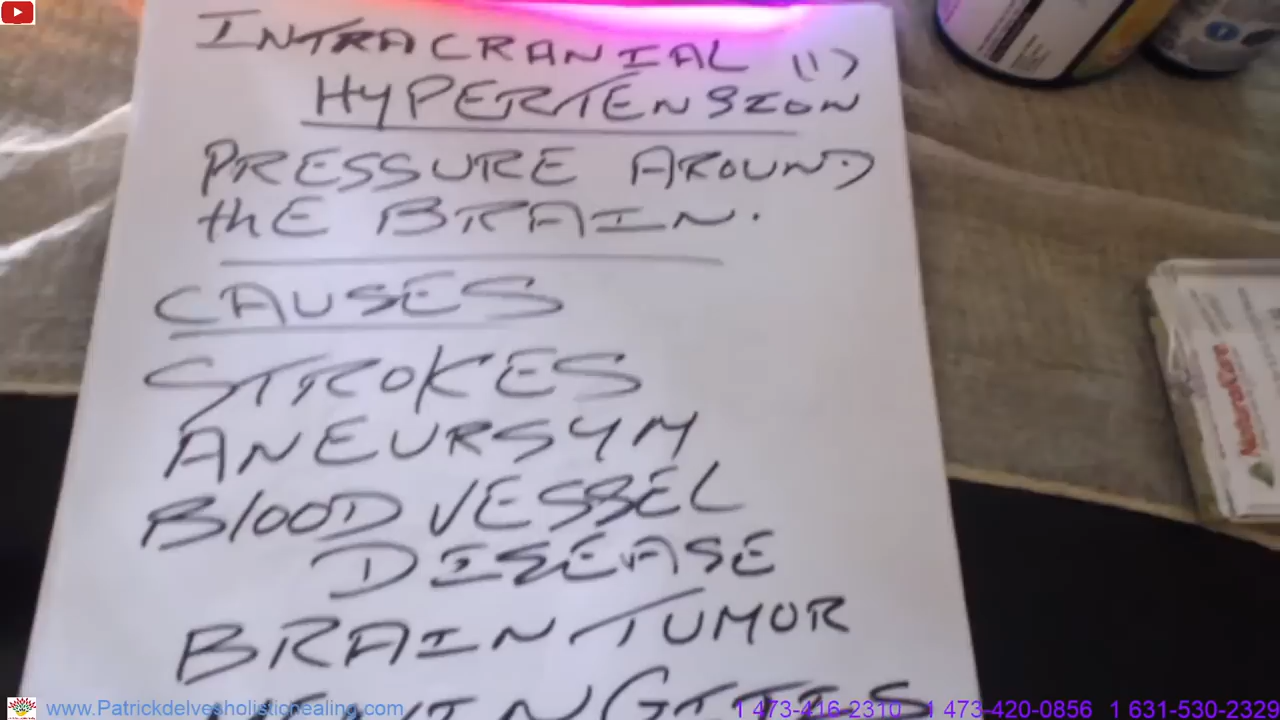 INTRACRANIAL (1)
HYPERTENSION
PRESSURE AROUND
thE BRAIN.
CAUSES
STROKES
ANEURSYM
BlOOD VESSEL
DISEASE
BRAIN TUMOR
NaturalCare
www.Patrickdelvesholistichealing.com
1 473-416-2310 1 473-420-0856 1 631-530-2329